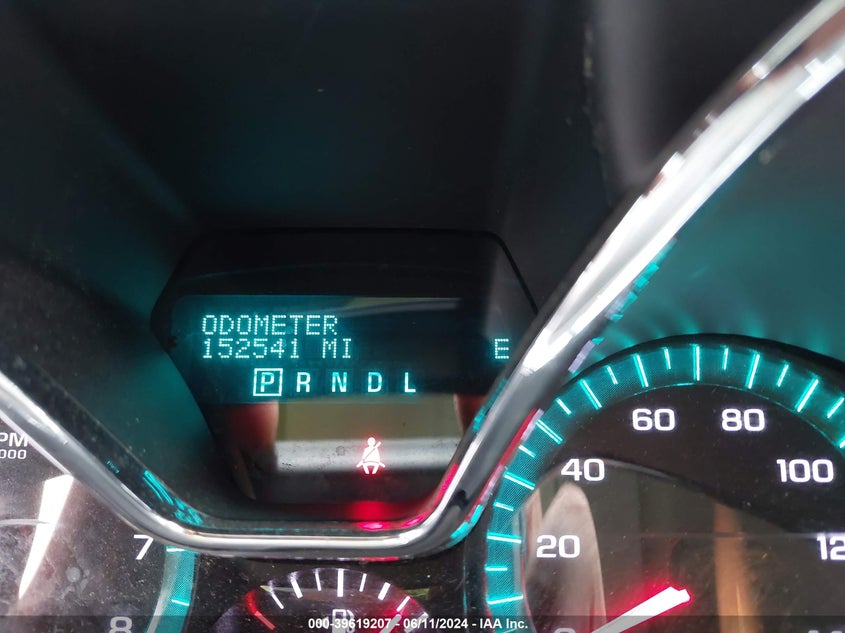 ODOMETER
152541 MI E
P R N D L
PM
000
60 80
40 100
7 20 12
8
000-39619207 - 06/11/2024 - IAA Inc.